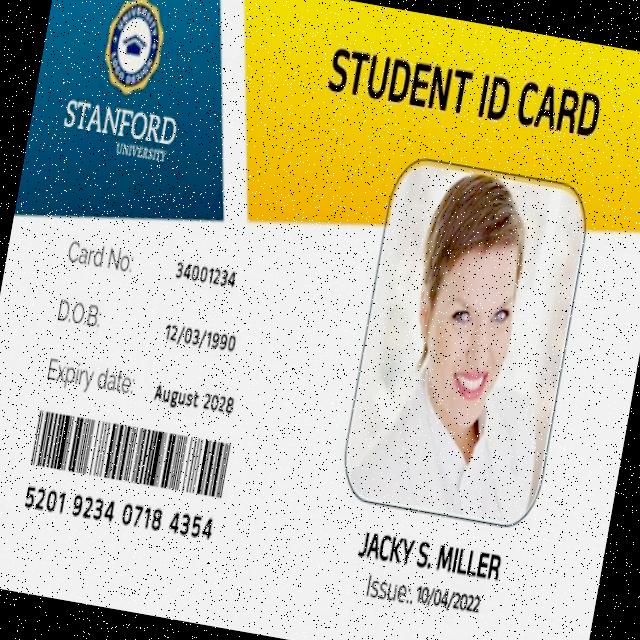 STANFORD
UNIVERSITY
STUDENT ID CARD
Card No: 34001234
D.O.B: 12/03/1990
Expiry date: August 2028
5201 9234 0718 4354
JACKY S. MILLER
Issue:. 10/04/2022